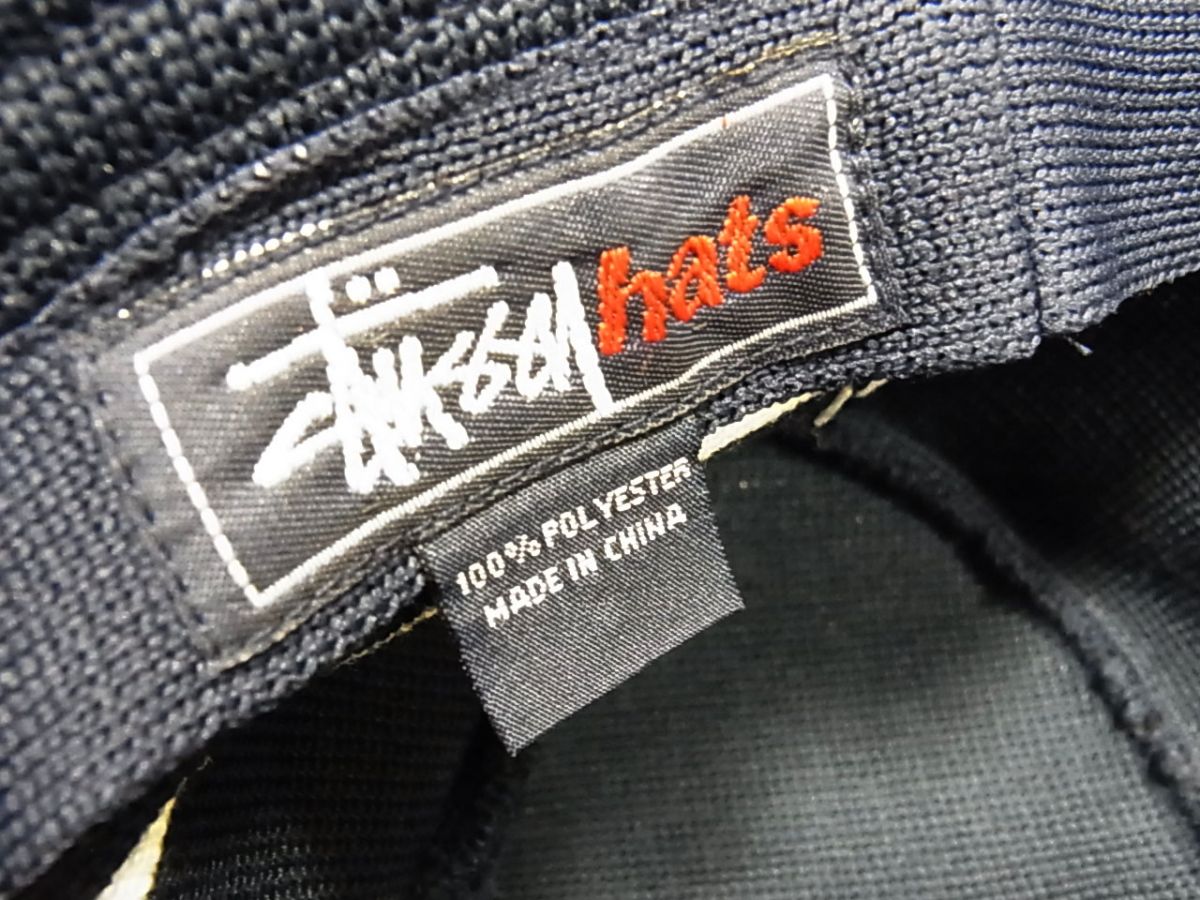 Stüssy hats
100% POLYESTER
MADE IN CHINA